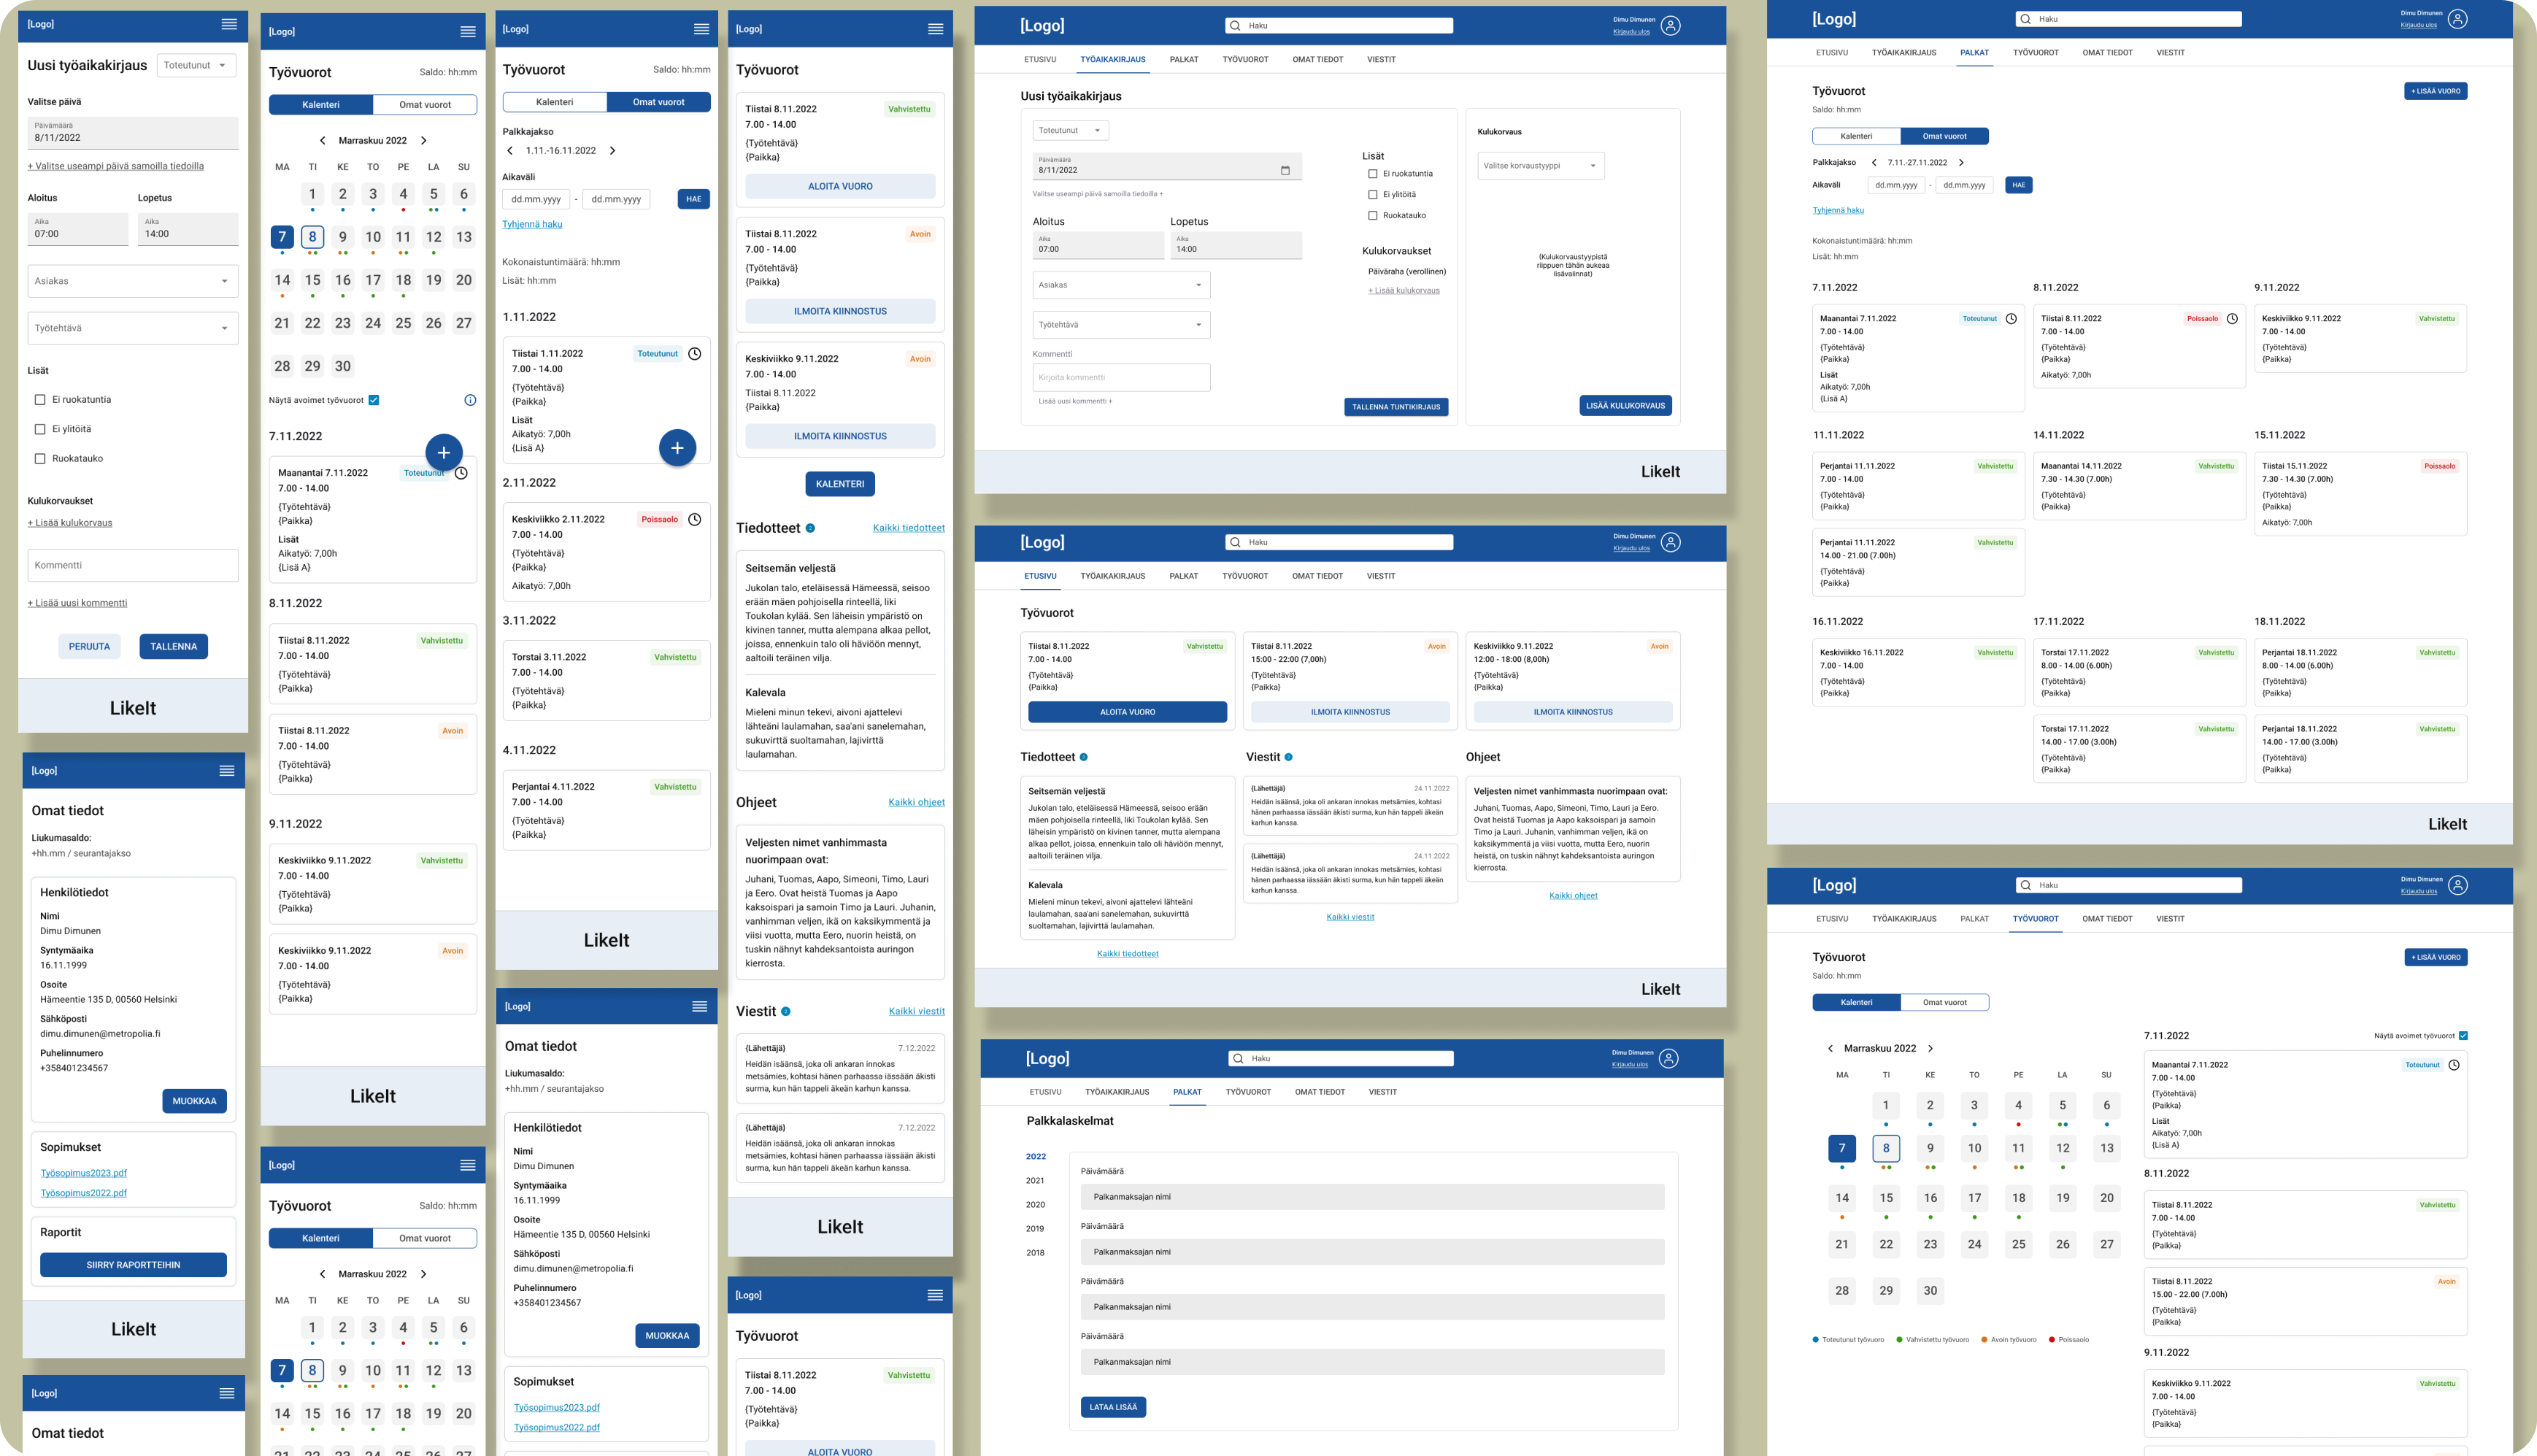 [Logo]
Uusi työaikakirjaus
Toteutunut
Valitse päivä
Päivämäärä
8/11/2022
+ Valitse useampi päivä samoilla tiedoilla
Aloitus
Lopetus
Aika
07:00
Aika
14:00
Asiakas
Työtehtävä
Lisät
Ei ruokatuntia
Ei ylitöitä
Ruokatauko
Kulukorvaukset
+ Lisää kulukorvaus
Kommentti
+ Lisää uusi kommentti
PERUUTA
TALLENNA
LikeIt
[Logo]
Omat tiedot
Liukumasaldo:
+hh.mm / seurantajakso
Henkilötiedot
Nimi
Dimu Dimunen
Syntymäaika
16.11.1999
Osoite
Hämeentie 135 D, 00560 Helsinki
Sähköposti
dimu.dimunen@metropolia.fi
Puhelinnumero
+358401234567
MUOKKAA
Sopimukset
Työsopimus2023.pdf
Työsopimus2022.pdf
Raportit
SIIRRY RAPORTTEIHIN
LikeIt
[Logo]
Omat tiedot
[Logo]
Työvuorot
Saldo: hh:mm
Kalenteri
Omat vuorot
Marraskuu 2022
MA TI KE TO PE LA SU
1 2 3 4 5 6
7 8 9 10 11 12 13
14 15 16 17 18 19 20
21 22 23 24 25 26 27
28 29 30
Näytä avoimet työvuorot
7.11.2022
+
Maanantai 7.11.2022
Toteutunut
7.00 - 14.00
{Työtehtävä}
{Paikka}
Lisät
Aikatyö: 7,00h
{Lisä A}
8.11.2022
Tiistai 8.11.2022
Vahvistettu
7.00 - 14.00
{Työtehtävä}
{Paikka}
Tiistai 8.11.2022
Avoin
7.00 - 14.00
{Työtehtävä}
{Paikka}
9.11.2022
Keskiviikko 9.11.2022
Vahvistettu
7.00 - 14.00
{Työtehtävä}
{Paikka}
Keskiviikko 9.11.2022
Avoin
7.00 - 14.00
{Työtehtävä}
{Paikka}
LikeIt
[Logo]
Työvuorot
Saldo: hh:mm
Kalenteri
Omat vuorot
Marraskuu 2022
MA TI KE TO PE LA SU
1 2 3 4 5 6
7 8 9 10 11 12 13
14 15 16 17 18 19 20
21 22 23 24 25 26 27
[Logo]
Työvuorot
Saldo: hh:mm
Kalenteri
Omat vuorot
Palkkajakso
1.11.-16.11.2022
Aikaväli
dd.mm.yyyy - dd.mm.yyyy
HAE
Tyhjennä haku
Kokonaistuntimäärä: hh:mm
Lisät: hh:mm
1.11.2022
Tiistai 1.11.2022
Toteutunut
7.00 - 14.00
{Työtehtävä}
{Paikka}
Lisät
Aikatyö: 7,00h
{Lisä A}
+
2.11.2022
Keskiviikko 2.11.2022
Poissaolo
7.00 - 14.00
{Työtehtävä}
{Paikka}
Aikatyö: 7,00h
3.11.2022
Torstai 3.11.2022
Vahvistettu
7.00 - 14.00
{Työtehtävä}
{Paikka}
4.11.2022
Perjantai 4.11.2022
Vahvistettu
7.00 - 14.00
{Työtehtävä}
{Paikka}
LikeIt
[Logo]
Omat tiedot
Liukumasaldo:
+hh.mm / seurantajakso
Henkilötiedot
Nimi
Dimu Dimunen
Syntymäaika
16.11.1999
Osoite
Hämeentie 135 D, 00560 Helsinki
Sähköposti
dimu.dimunen@metropolia.fi
Puhelinnumero
+358401234567
MUOKKAA
Sopimukset
Työsopimus2023.pdf
Työsopimus2022.pdf
[Logo]
Työvuorot
Tiistai 8.11.2022
Vahvistettu
7.00 - 14.00
{Työtehtävä}
{Paikka}
ALOITA VUORO
Tiistai 8.11.2022
Avoin
7.00 - 14.00
{Työtehtävä}
{Paikka}
ILMOITA KIINNOSTUS
Keskiviikko 9.11.2022
Avoin
7.00 - 14.00
Tiistai 8.11.2022
{Paikka}
ILMOITA KIINNOSTUS
KALENTERI
Tiedotteet
Kaikki tiedotteet
Seitsemän veljestä
Jukolan talo, eteläisessä Hämeessä, seisoo
erään mäen pohjoisella rinteellä, liki
Toukolan kylää. Sen läheisin ympäristö on
kivinen tanner, mutta alempana alkaa pellot,
joissa, ennenkuin talo oli häviöön mennyt,
aaltoili teräinen vilja.
Kalevala
Mieleni minun tekevi, aivoni ajattelevi
lähteäni laulamahan, saa'ani sanelemahan,
sukuvirttä suoltamahan, lajivirttä
laulamahan.
Ohjeet
Kaikki ohjeet
Veljesten nimet vanhimmasta
nuorimpaan ovat:
Juhani, Tuomas, Aapo, Simeoni, Timo, Lauri
ja Eero. Ovat heistä Tuomas ja Aapo
kaksoispari ja samoin Timo ja Lauri. Juhanin,
vanhimman veljen, ikä on kaksikymmentä ja
viisi vuotta, mutta Eero, nuorin heistä, on
tuskin nähnyt kahdeksantoista auringon
kierrosta.
Viestit
Kaikki viestit
{Lähettäjä}
7.12.2022
Heidän isäänsä, joka oli ankaran innokas
metsämies, kohtasi hänen parhaassa iässään äkisti
surma, kun hän tappeli äkeän karhun kanssa.
{Lähettäjä}
7.12.2022
Heidän isäänsä, joka oli ankaran innokas
metsämies, kohtasi hänen parhaassa iässään äkisti
surma, kun hän tappeli äkeän karhun kanssa.
LikeIt
[Logo]
Työvuorot
Tiistai 8.11.2022
Vahvistettu
7.00 - 14.00
{Työtehtävä}
{Paikka}
ALOITA VUORO
[Logo]
Haku
Dimu Dimunen
Kirjaudu ulos
ETUSIVU TYÖAIKAKIRJAUS PALKAT TYÖVUOROT OMAT TIEDOT VIESTIT
Uusi työaikakirjaus
Toteutunut
Päivämäärä
8/11/2022
Valitse useampi päivä samoilla tiedoilla +
Aloitus
Lopetus
Aika
07:00
Aika
14:00
Asiakas
Työtehtävä
Kommentti
Kirjoita kommentti
Lisää uusi kommentti +
Lisät
Ei ruokatuntia
Ei ylitöitä
Ruokatauko
Kulukorvaukset
Päiväraha (verollinen)
+ Lisää kulukorvaus
TALLENNA TUNTIKIRJAUS
Kulukorvaus
Valitse korvaustyyppi
(Kulukorvaustyypistä
riippuen tähän aukeaa
lisävalinnat)
LISÄÄ KULUKORVAUS
LikeIt
[Logo]
Haku
Dimu Dimunen
Kirjaudu ulos
ETUSIVU TYÖAIKAKIRJAUS PALKAT TYÖVUOROT OMAT TIEDOT VIESTIT
Työvuorot
Tiistai 8.11.2022
Vahvistettu
7.00 - 14.00
{Työtehtävä}
{Paikka}
ALOITA VUORO
Tiistai 8.11.2022
Avoin
15:00 - 22:00 (7,00h)
{Työtehtävä}
{Paikka}
ILMOITA KIINNOSTUS
Keskiviikko 9.11.2022
Avoin
12:00 - 18:00 (8,00h)
{Työtehtävä}
{Paikka}
ILMOITA KIINNOSTUS
Tiedotteet
Seitsemän veljestä
Jukolan talo, eteläisessä Hämeessä, seisoo erään
mäen pohjoisella rinteellä, liki Toukolan kylää. Sen
läheisin ympäristö on kivinen tanner, mutta alempana
alkaa pellot, joissa, ennenkuin talo oli häviöön mennyt,
aaltoili teräinen vilja.
Kalevala
Mieleni minun tekevi, aivoni ajattelevi lähteäni
laulamahan, saa'ani sanelemahan, sukuvirttä
suoltamahan, lajivirttä laulamahan.
Kaikki tiedotteet
Viestit
{Lähettäjä}
24.11.2022
Heidän isäänsä, joka oli ankaran innokas metsämies, kohtasi
hänen parhaassa iässään äkisti surma, kun hän tappeli äkeän
karhun kanssa.
{Lähettäjä}
24.11.2022
Heidän isäänsä, joka oli ankaran innokas metsämies, kohtasi
hänen parhaassa iässään äkisti surma, kun hän tappeli äkeän
karhun kanssa.
Kaikki viestit
Ohjeet
Veljesten nimet vanhimmasta nuorimpaan ovat:
Juhani, Tuomas, Aapo, Simeoni, Timo, Lauri ja Eero.
Ovat heistä Tuomas ja Aapo kaksoispari ja samoin
Timo ja Lauri. Juhanin, vanhimman veljen, ikä on
kaksikymmentä ja viisi vuotta, mutta Eero, nuorin
heistä, on tuskin nähnyt kahdeksantoista auringon
kierrosta.
Kaikki ohjeet
LikeIt
[Logo]
Haku
Dimu Dimunen
Kirjaudu ulos
ETUSIVU TYÖAIKAKIRJAUS PALKAT TYÖVUOROT OMAT TIEDOT VIESTIT
Palkkalaskelmat
2022
2021
2020
2019
2018
Päivämäärä
Palkanmaksajan nimi
Päivämäärä
Palkanmaksajan nimi
Päivämäärä
Palkanmaksajan nimi
Päivämäärä
Palkanmaksajan nimi
LATAA LISÄÄ
[Logo]
Haku
Dimu Dimunen
Kirjaudu ulos
ETUSIVU TYÖAIKAKIRJAUS PALKAT TYÖVUOROT OMAT TIEDOT VIESTIT
Työvuorot
+ LISÄÄ VUORO
Saldo: hh:mm
Kalenteri
Omat vuorot
Palkkajakso 7.11.-27.11.2022
Aikaväli dd.mm.yyyy - dd.mm.yyyy HAE
Tyhjennä haku
Kokonaistuntimäärä: hh:mm
Lisät: hh:mm
7.11.2022
Maanantai 7.11.2022
Toteutunut
7.00 - 14.00
{Työtehtävä}
{Paikka}
Lisät
Aikatyö: 7,00h
{Lisä A}
8.11.2022
Tiistai 8.11.2022
Poissaolo
7.00 - 14.00
{Työtehtävä}
{Paikka}
Aikatyö: 7,00h
9.11.2022
Keskiviikko 9.11.2022
Vahvistettu
7.00 - 14.00
{Työtehtävä}
{Paikka}
11.11.2022
Perjantai 11.11.2022
Vahvistettu
7.00 - 14.00
{Työtehtävä}
{Paikka}
Perjantai 11.11.2022
Vahvistettu
14.00 - 21.00 (7.00h)
{Työtehtävä}
{Paikka}
14.11.2022
Maanantai 14.11.2022
Vahvistettu
7.30 - 14.30 (7.00h)
{Työtehtävä}
{Paikka}
15.11.2022
Tiistai 15.11.2022
Poissaolo
7.30 - 14.30 (7.00h)
{Työtehtävä}
{Paikka}
Aikatyö: 7,00h
16.11.2022
Keskiviikko 16.11.2022
Vahvistettu
7.00 - 14.00
{Työtehtävä}
{Paikka}
17.11.2022
Torstai 17.11.2022
Vahvistettu
8.00 - 14.00 (6.00h)
{Työtehtävä}
{Paikka}
Torstai 17.11.2022
Vahvistettu
14.00 - 17.00 (3.00h)
{Työtehtävä}
{Paikka}
18.11.2022
Perjantai 18.11.2022
Vahvistettu
8.00 - 14.00 (6.00h)
{Työtehtävä}
{Paikka}
Perjantai 18.11.2022
Vahvistettu
14.00 - 17.00 (3.00h)
{Työtehtävä}
{Paikka}
LikeIt
[Logo]
Haku
Dimu Dimunen
Kirjaudu ulos
ETUSIVU TYÖAIKAKIRJAUS PALKAT TYÖVUOROT OMAT TIEDOT VIESTIT
Työvuorot
+ LISÄÄ VUORO
Saldo: hh:mm
Kalenteri
Omat vuorot
Marraskuu 2022
MA TI KE TO PE LA SU
1 2 3 4 5 6
7 8 9 10 11 12 13
14 15 16 17 18 19 20
21 22 23 24 25 26 27
28 29 30
Toteutunut työvuoro
Vahvistettu työvuoro
Avoin työvuoro
Poissaolo
7.11.2022
Näytä avoimet työvuorot
Maanantai 7.11.2022
Toteutunut
7.00 - 14.00
{Työtehtävä}
{Paikka}
Lisät
Aikatyö: 7,00h
{Lisä A}
8.11.2022
Tiistai 8.11.2022
Vahvistettu
7.00 - 14.00
{Työtehtävä}
{Paikka}
Tiistai 8.11.2022
Avoin
15.00 - 22.00 (7.00h)
{Työtehtävä}
{Paikka}
9.11.2022
Keskiviikko 9.11.2022
Vahvistettu
7.00 - 14.00
{Työtehtävä}
{Paikka}